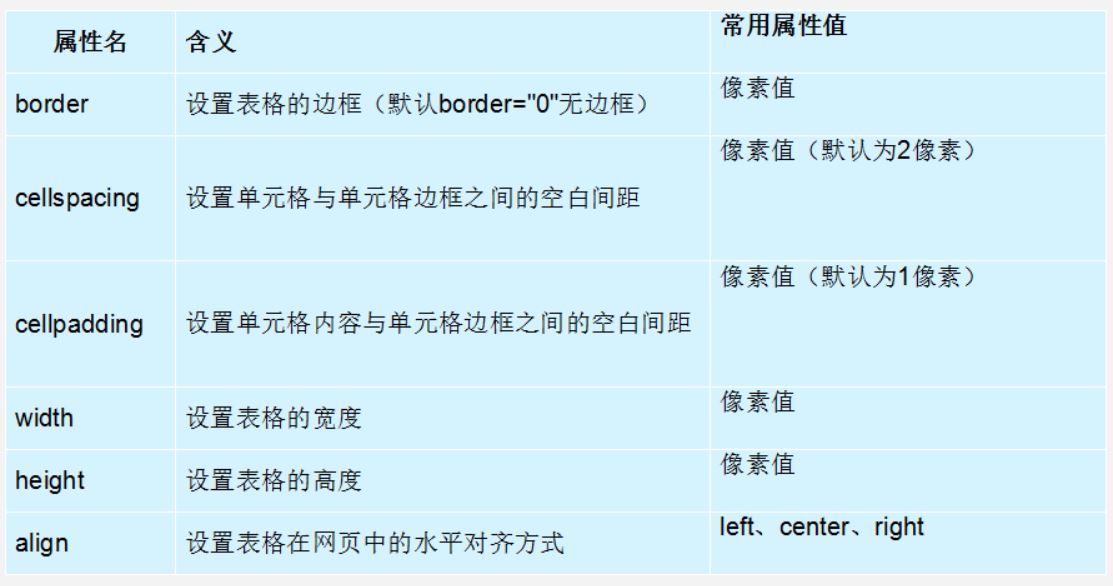 属性名 含义 常用属性值
border 设置表格的边框（默认border="0"无边框） 像素值
cellspacing 设置单元格与单元格边框之间的空白间距 像素值（默认为2像素）
cellpadding 设置单元格内容与单元格边框之间的空白间距 像素值（默认为1像素）
width 设置表格的宽度 像素值
height 设置表格的高度 像素值
align 设置表格在网页中的水平对齐方式 left、center、right